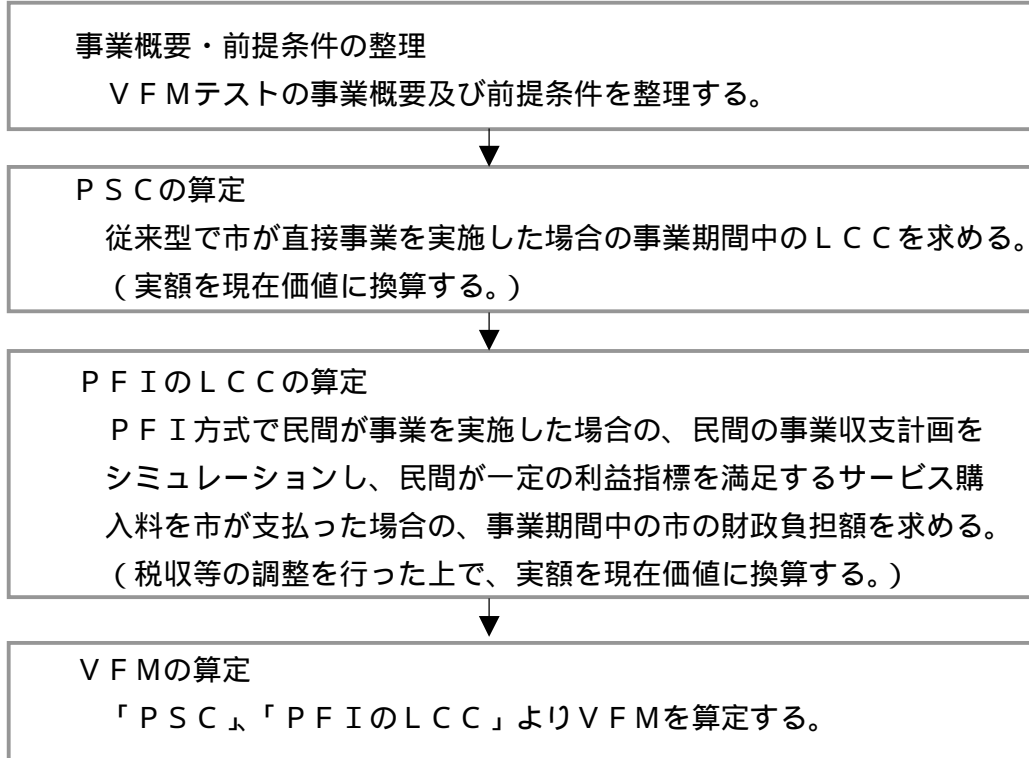 事業概要・前提条件の整理
ＶＦＭテストの事業概要及び前提条件を整理する。
ＰＳＣの算定
従来型で市が直接事業を実施した場合の事業期間中のＬＣＣを求める。
（実額を現在価値に換算する。）
ＰＦＩのＬＣＣの算定
ＰＦＩ方式で民間が事業を実施した場合の、民間の事業収支計画を
シミュレーションし、民間が一定の利益指標を満足するサービス購
入料を市が支払った場合の、事業期間中の市の財政負担額を求める。
（税収等の調整を行った上で、実額を現在価値に換算する。）
ＶＦＭの算定
「ＰＳＣ」、「ＰＦＩのＬＣＣ」よりＶＦＭを算定する。